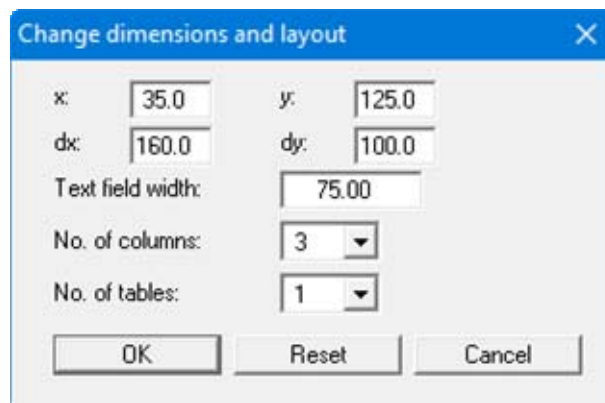 Change dimensions and layout
x: 35.0 y: 125.0
dx: 160.0 dy: 100.0
Text field width: 75.00
No. of columns: 3
No. of tables: 1
OK Reset Cancel